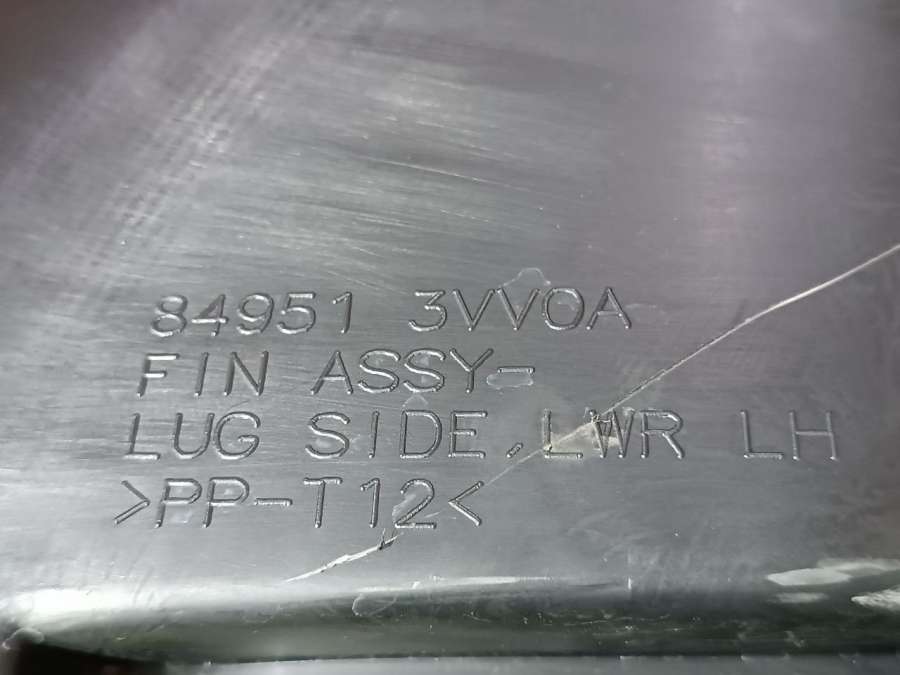 84951 3VV0A
FIN ASSY-
LUG SIDE,LWR LH
>PP-T12<